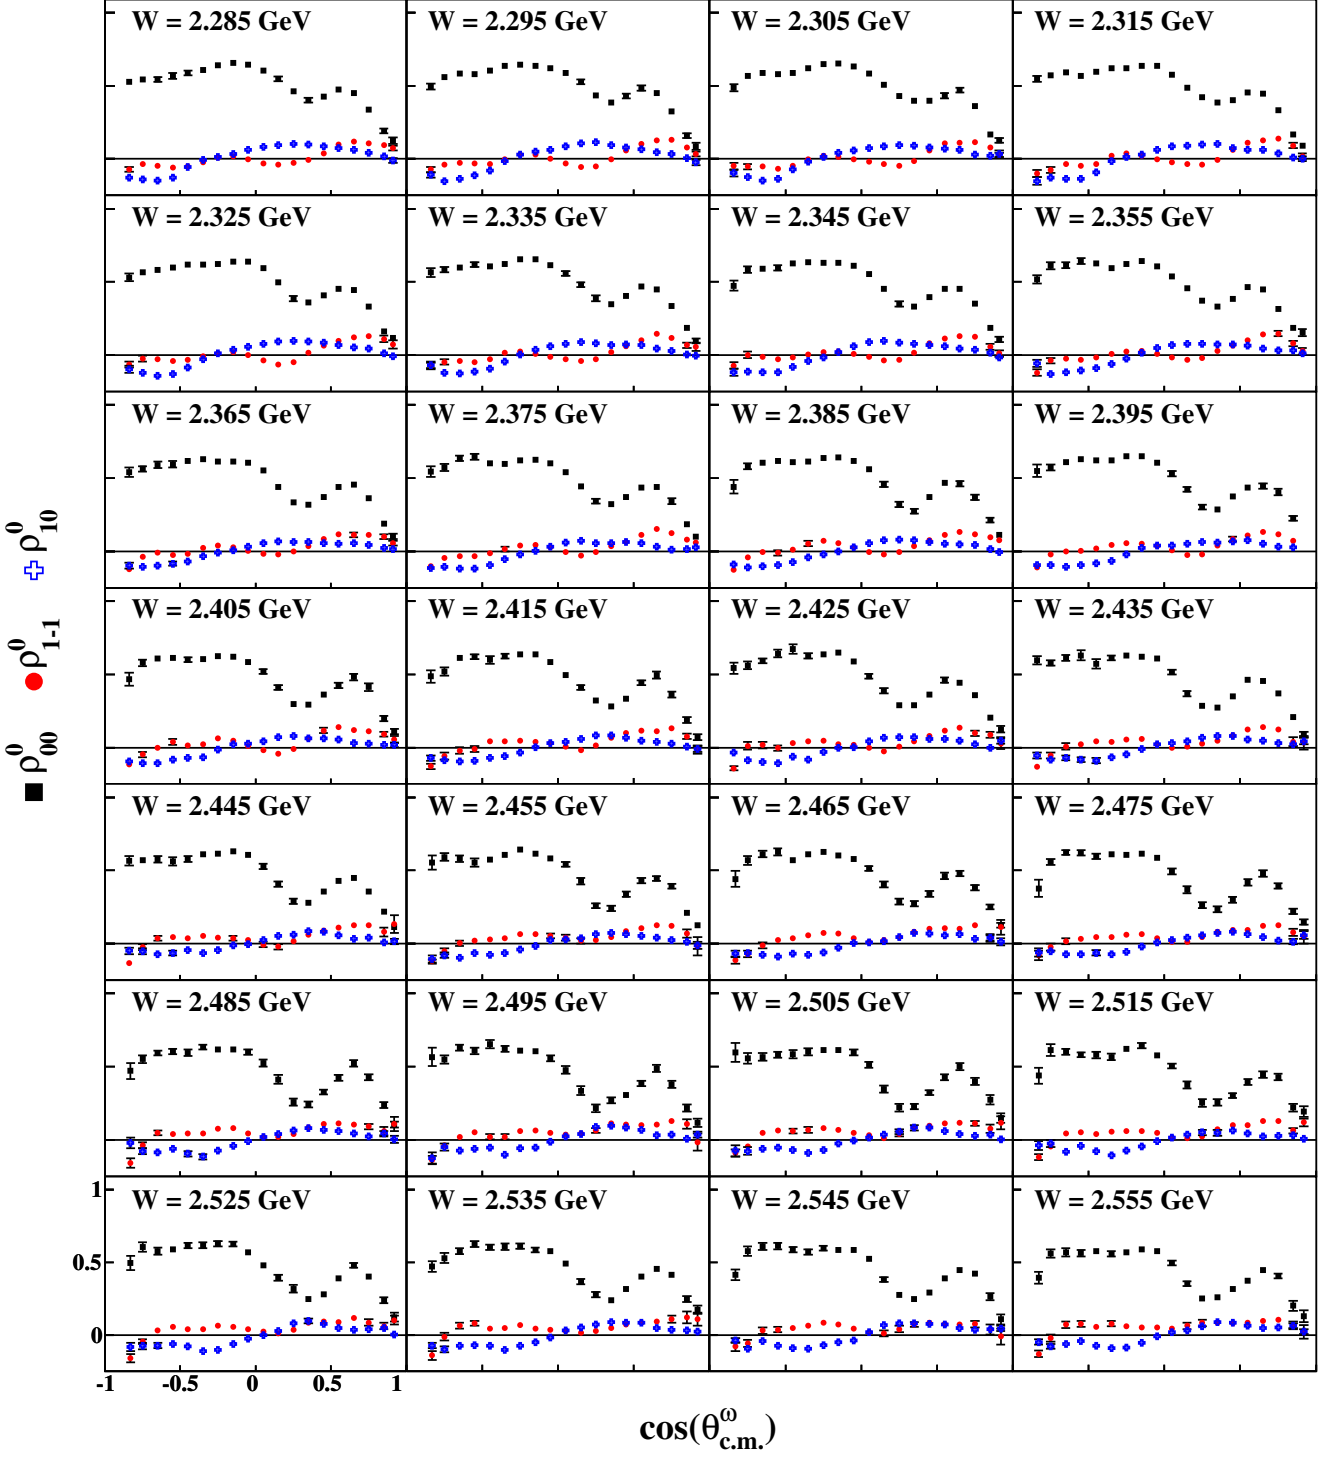 W = 2.285 GeV W = 2.295 GeV W = 2.305 GeV W = 2.315 GeV
W = 2.325 GeV W = 2.335 GeV W = 2.345 GeV W = 2.355 GeV
W = 2.365 GeV W = 2.375 GeV W = 2.385 GeV W = 2.395 GeV
W = 2.405 GeV W = 2.415 GeV W = 2.425 GeV W = 2.435 GeV
W = 2.445 GeV W = 2.455 GeV W = 2.465 GeV W = 2.475 GeV
W = 2.485 GeV W = 2.495 GeV W = 2.505 GeV W = 2.515 GeV
W = 2.525 GeV W = 2.535 GeV W = 2.545 GeV W = 2.555 GeV
1
0.5
0
-1 -0.5 0 0.5 1
cos(θ^ω_c.m.)
■ρ^0_00 ●ρ^0_1-1 ✚ρ^0_10